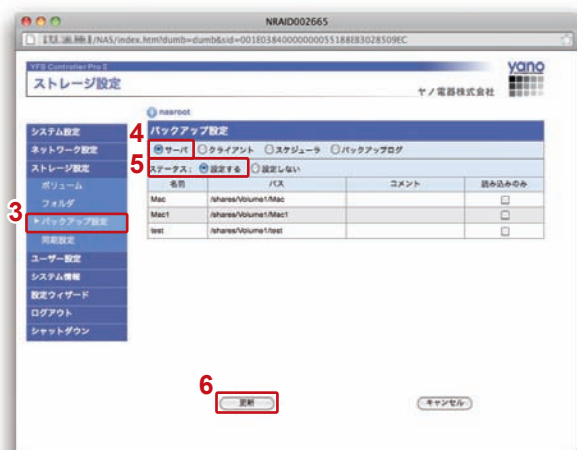 NRAID002665
/NAS/index.html?dumb=dumb&sid=001E03840000000055188E83028509EC
YFS Controller Pro II
ストレージ設定
ヤノ電器株式会社
yano
nasroot
システム設定
ネットワーク設定
ストレージ設定
ボリューム
フォルダ
3
バックアップ設定
同期設定
ユーザー設定
システム情報
設定ウィザード
ログアウト
シャットダウン
バックアップ設定
4
サーバ クライアント スケジューラ バックアップログ
5
ステータス: 設定する 設定しない
名前 パス コメント 読み込みのみ
Mac /shares/Volume1/Mac
Mac1 /shares/Volume1/Mac1
test /shares/Volume1/test
6
更新 キャンセル